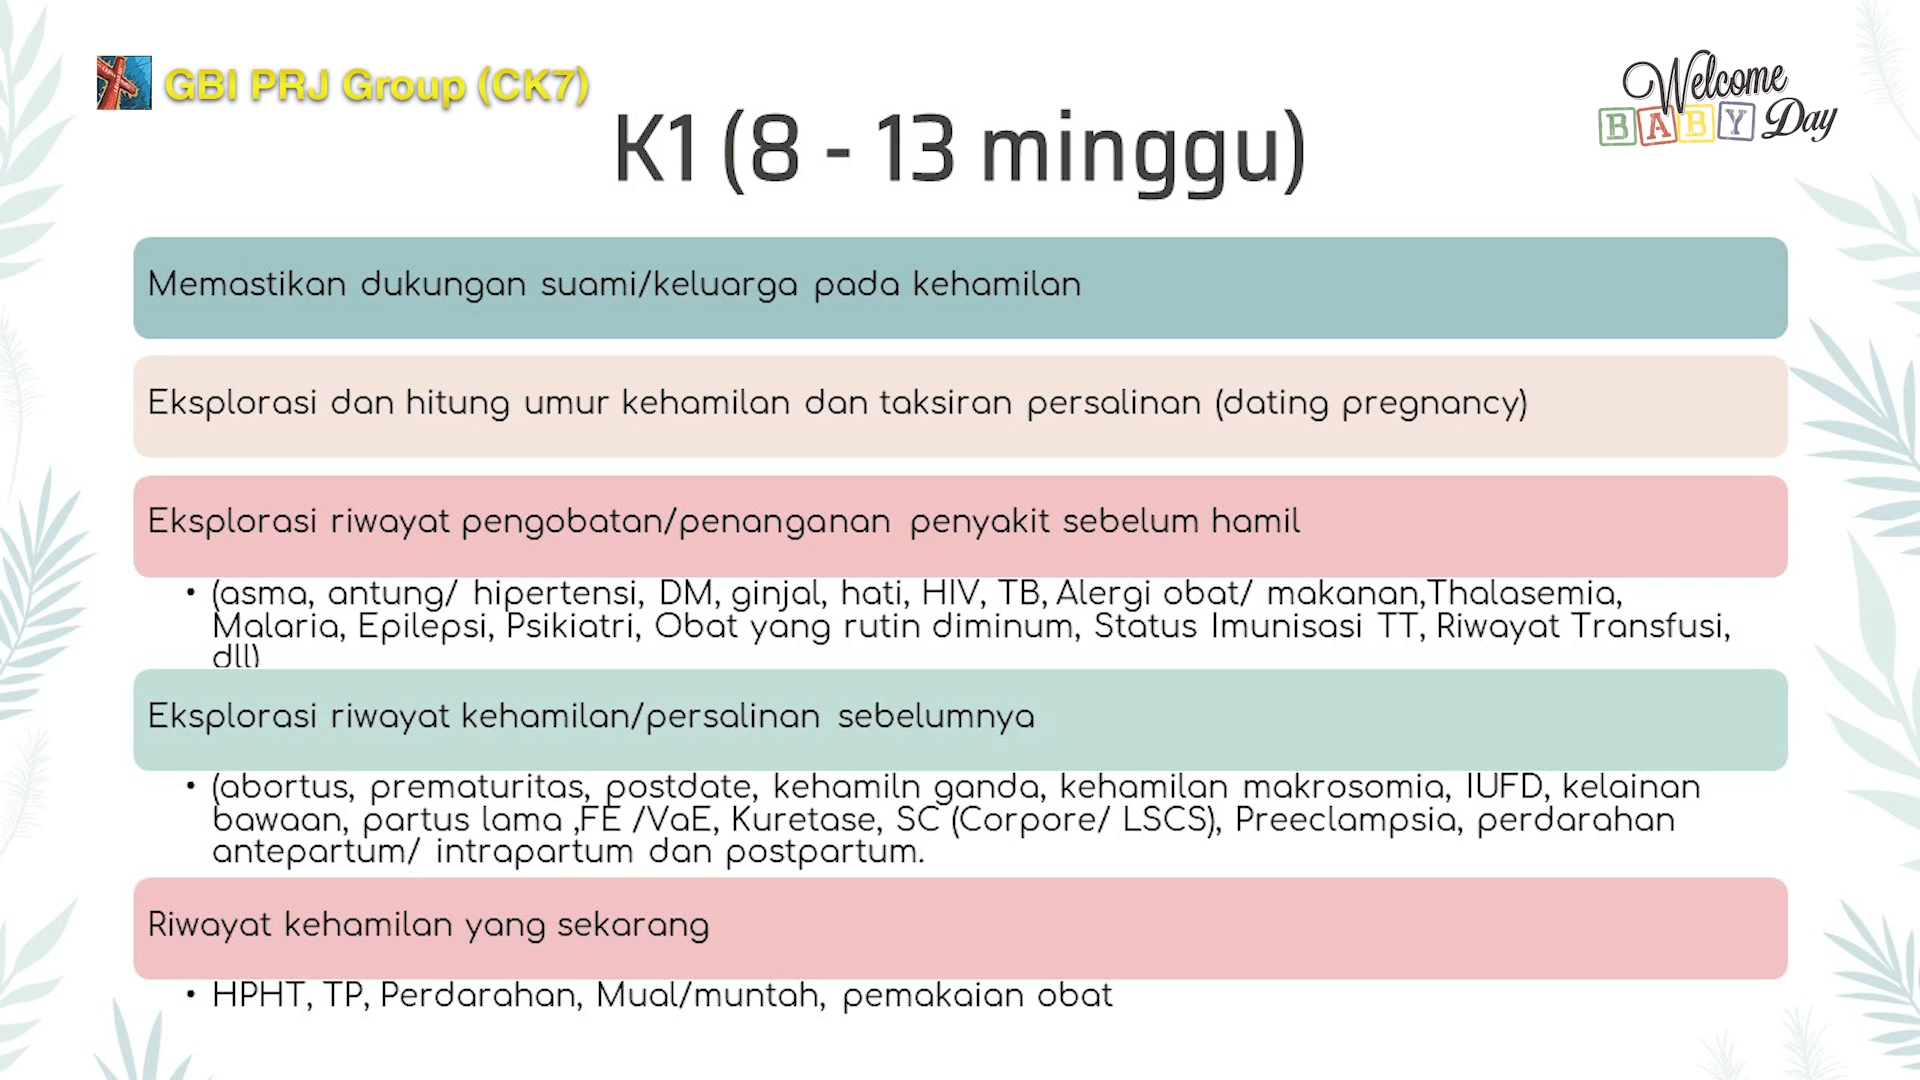 GBI PRJ Group (CK7)
Welcome
BABY Day
K1 (8 - 13 minggu)
Memastikan dukungan suami/keluarga pada kehamilan
Eksplorasi dan hitung umur kehamilan dan taksiran persalinan (dating pregnancy)
Eksplorasi riwayat pengobatan/penanganan penyakit sebelum hamil
• (asma, antung/ hipertensi, DM, ginjal, hati, HIV, TB, Alergi obat/ makanan,Thalasemia,
Malaria, Epilepsi, Psikiatri, Obat yang rutin diminum, Status Imunisasi TT, Riwayat Transfusi,
dll)
Eksplorasi riwayat kehamilan/persalinan sebelumnya
• (abortus, prematuritas, postdate, kehamiln ganda, kehamilan makrosomia, IUFD, kelainan
bawaan, partus lama ,FE /VaE, Kuretase, SC (Corpore/ LSCS), Preeclampsia, perdarahan
antepartum/ intrapartum dan postpartum.
Riwayat kehamilan yang sekarang
• HPHT, TP, Perdarahan, Mual/muntah, pemakaian obat